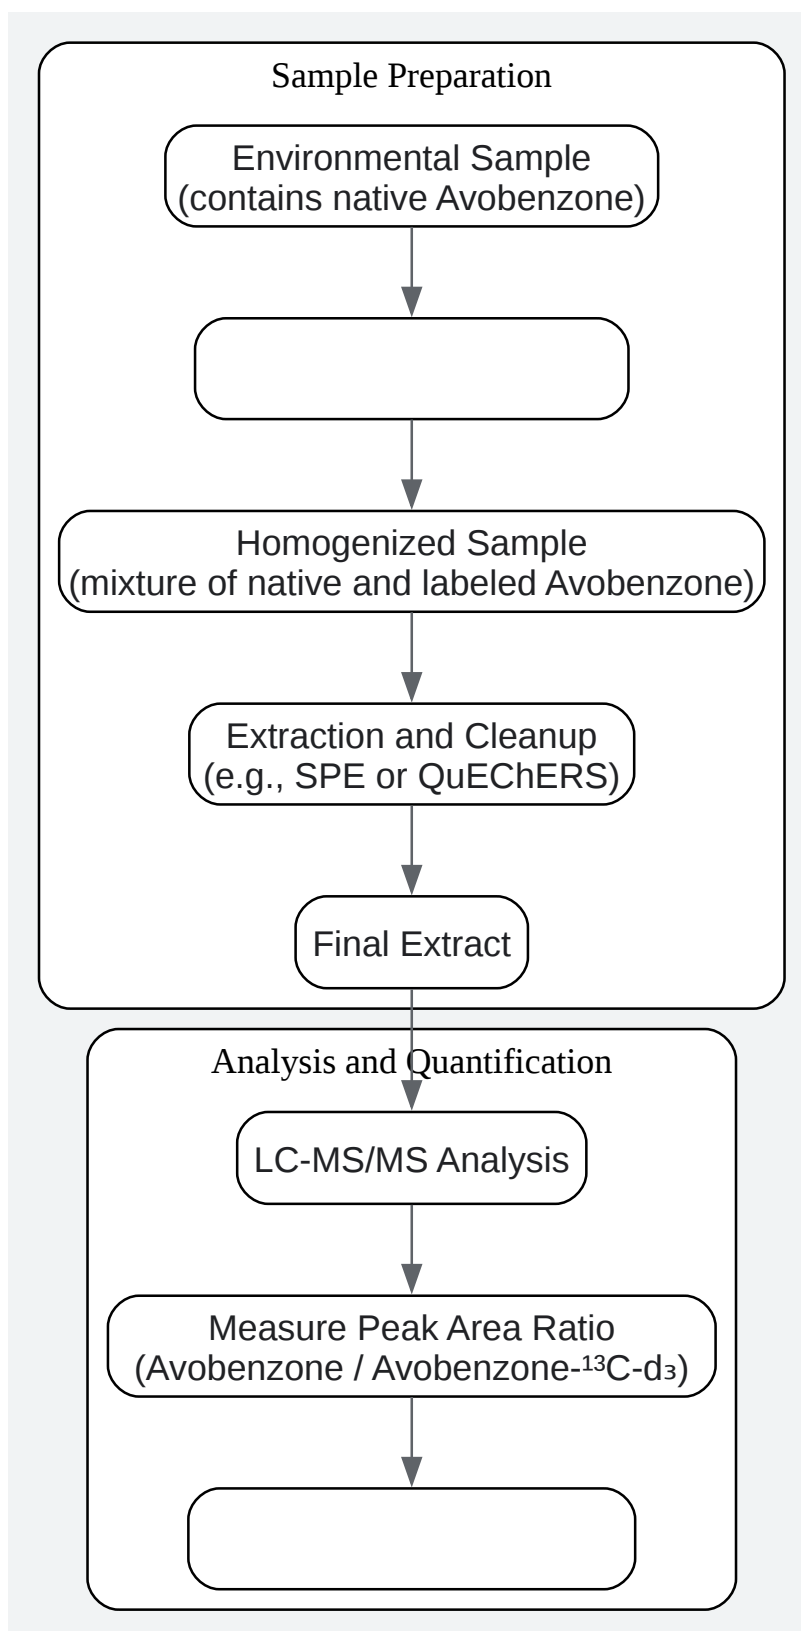 Sample Preparation
Environmental Sample
(contains native Avobenzone)
Homogenized Sample
(mixture of native and labeled Avobenzone)
Extraction and Cleanup
(e.g., SPE or QuEChERS)
Final Extract
Analysis and Quantification
LC-MS/MS Analysis
Measure Peak Area Ratio
(Avobenzone / Avobenzone-¹³C-d₃)